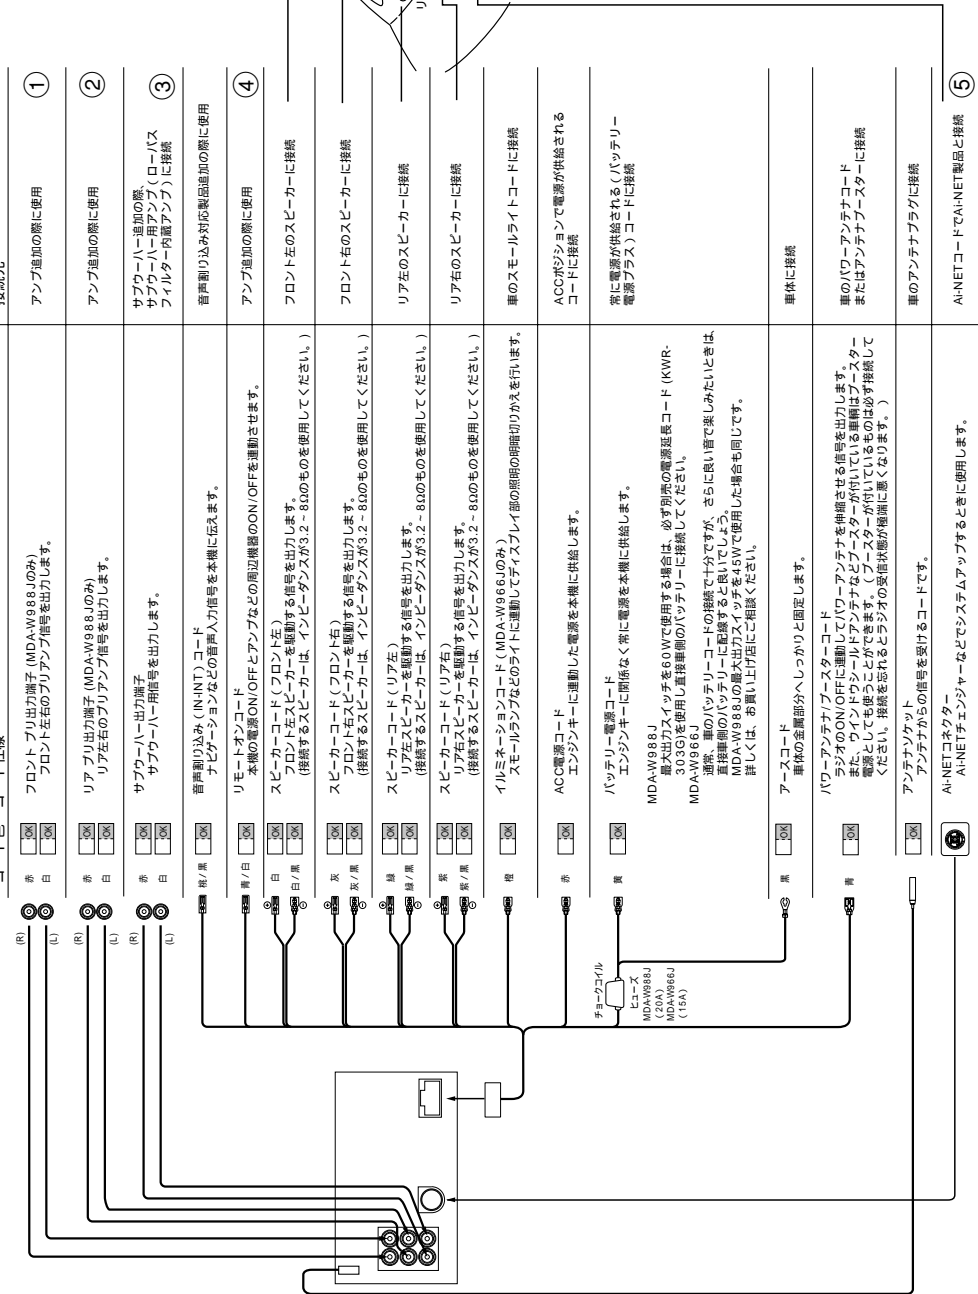 コード色 コード仕様 接続先
(R) 赤 OK
(L) 白 OK
フロント プリ出力端子 (MDA-W988Jのみ)
フロント左右のプリアンプ信号を出力します。
アンプ追加の際に使用
①
(R) 赤 OK
(L) 白 OK
リア プリ出力端子 (MDA-W988Jのみ)
リア左右のプリアンプ信号を出力します。
アンプ追加の際に使用
②
(R) 赤 OK
(L) 白 OK
サブウーハー出力端子
サブウーハー用信号を出力します。
サブウーハー追加の際、
サブウーハー用アンプ(ローパス
フィルター内蔵アンプ)に接続
③
桃/黒 OK
音声割り込み(IN-INT)コード
ナビゲーションなどの音声入力信号を本機に伝えます。
音声割り込み対応製品追加の際に使用
青/白 OK
リモートオンコード
本機の電源ON/OFFとアンプなどの周辺機器のON/OFFを連動させます。
アンプ追加の際に使用
④
⊕ 白 OK
⊖ 白/黒 OK
スピーカーコード(フロント左)
フロント左スピーカーを駆動する信号を出力します。
(接続するスピーカーは、インピーダンスが3.2~8Ωのものを使用してください。)
フロント左のスピーカーに接続
⊕ 灰 OK
⊖ 灰/黒 OK
スピーカーコード(フロント右)
フロント右スピーカーを駆動する信号を出力します。
(接続するスピーカーは、インピーダンスが3.2~8Ωのものを使用してください。)
フロント右のスピーカーに接続
⊕ 緑 OK
⊖ 緑/黒 OK
スピーカーコード(リア左)
リア左スピーカーを駆動する信号を出力します。
(接続するスピーカーは、インピーダンスが3.2~8Ωのものを使用してください。)
リア左のスピーカーに接続
⊕ 紫 OK
⊖ 紫/黒 OK
スピーカーコード(リア右)
リア右スピーカーを駆動する信号を出力します。
(接続するスピーカーは、インピーダンスが3.2~8Ωのものを使用してください。)
リア右のスピーカーに接続
橙 OK
イルミネーションコード(MDA-W966Jのみ)
スモールランプなどのライトに連動してディスプレイ部の照明の明暗切りかえを行います。
車のスモールライトコードに接続
赤 OK
ACC電源コード
エンジンキーに連動した電源を本機に供給します。
ACCポジションで電源が供給される
コードに接続
チョークコイル
ヒューズ
MDA-W988J
(20A)
MDA-W966J
(15A)
黄 OK
バッテリー電源コード
エンジンキーに関係なく常に電源を本機に供給します。
MDA-W988J
最大出力スイッチを60Wで使用する場合は、必ず別売の電源延長コード(KWR-
303G)を使用し直接車側のバッテリーに接続してください。
MDA-W966J
通常、車のバッテリーコードの接続で十分ですが、さらに良い音で楽しみたいときは、
直接車側のバッテリーに配線すると良いでしょう。
MDA-W988Jの最大出力スイッチを45Wで使用した場合も同じです。
詳しくは、お買い上げ店にご相談ください。
常に電源が供給される(バッテリー
電源プラス)コードに接続
黒 OK
アースコード
車体の金属部分へしっかりと固定します。
車体に接続
青 OK
パワーアンテナ/ブースターコード
ラジオのON/OFFに連動してパワーアンテナを伸縮させる信号を出力します。
また、ウインドウシールドアンテナなどブースターが付いている車輌はブースター
電源としても使うことができます。(ブースターが付いているものは必ず接続して
ください。接続を忘れるとラジオの受信状態が極端に悪くなります。)
車のパワーアンテナコード
またはアンテナブースターに接続
OK
アンテナソケット
アンテナからの信号を受けるコードです。
車のアンテナプラグに接続
Ai-NETコネクター
Ai-NETチェンジャーなどでシステムアップするときに使用します。
Ai-NETコードでAi-NET製品と接続
⑤